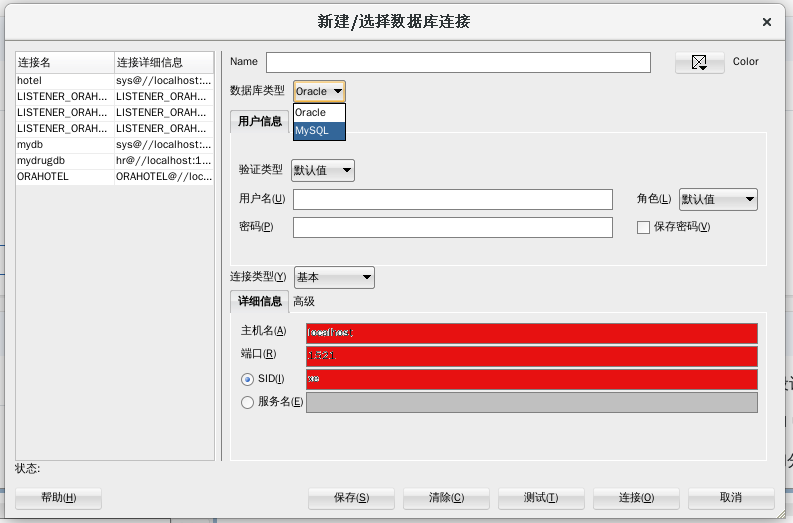 新建/选择数据库连接
连接名 连接详细信息
hotel sys@//localhost:...
LISTENER_ORAH... LISTENER_ORAH...
LISTENER_ORAH... LISTENER_ORAH...
LISTENER_ORAH... LISTENER_ORAH...
mydb sys@//localhost:...
mydrugdb hr@//localhost:1...
ORAHOTEL ORAHOTEL@//loc...
Name Color
数据库类型 Oracle
Oracle
MySQL
用户信息
验证类型 默认值
用户名(U) 角色(L) 默认值
密码(P) 保存密码(V)
连接类型(Y) 基本
详细信息 高级
主机名(A) localhost
端口(R) 1521
SID(I) xe
服务名(E)
状态:
帮助(H) 保存(S) 清除(C) 测试(T) 连接(O) 取消